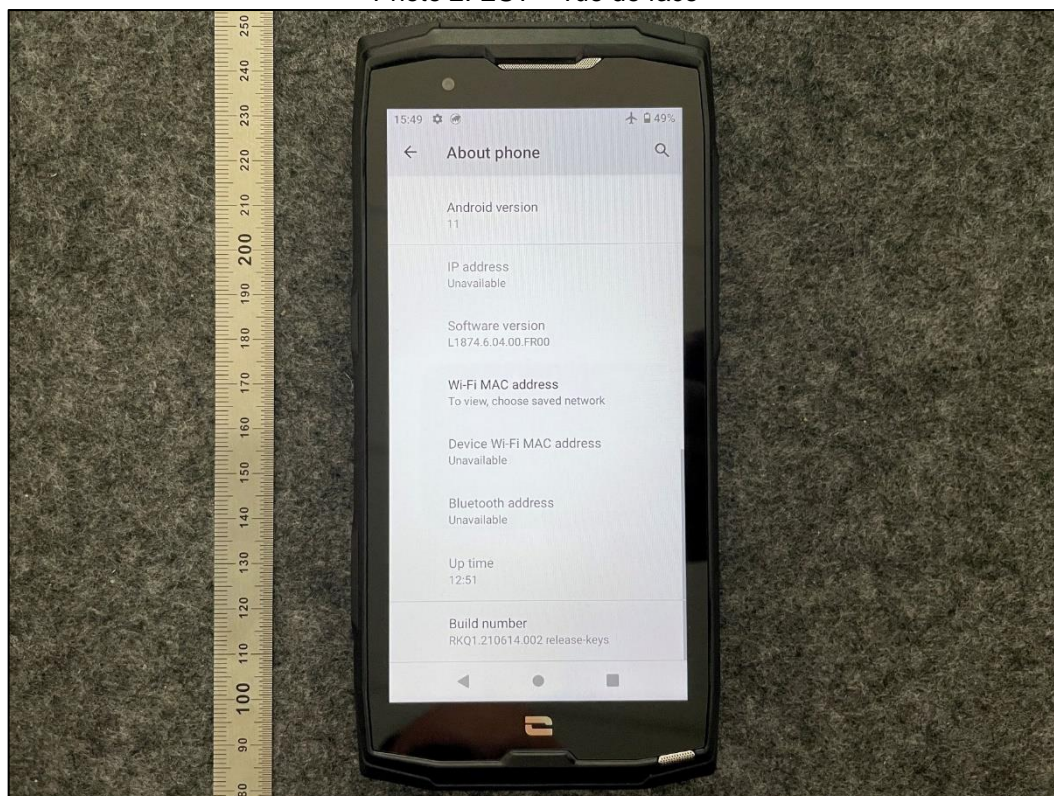 15:49
49%
About phone
Android version
11
IP address
Unavailable
Software version
L1874.6.04.00.FR00
Wi-Fi MAC address
To view, choose saved network
Device Wi-Fi MAC address
Unavailable
Bluetooth address
Unavailable
Up time
12:51
Build number
RKQ1.210614.002 release-keys
250
240
230
220
210
200
190
180
170
160
150
140
130
120
110
100
90
80